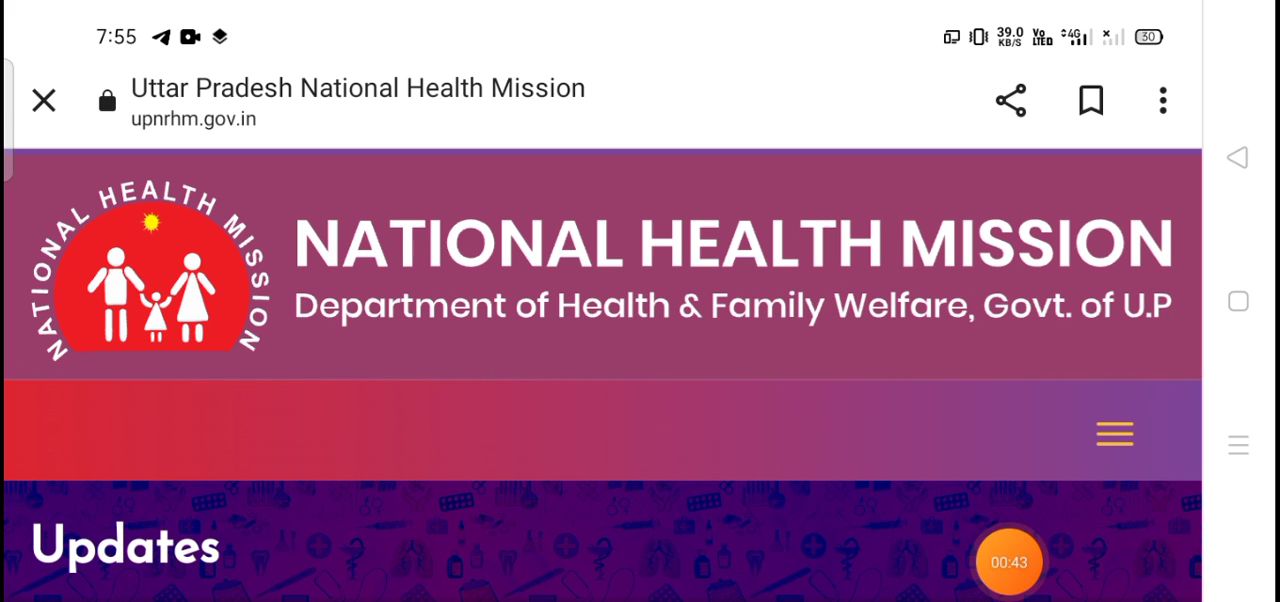 7:55
39.0
KB/S
Vo
LTED
4G
30
Uttar Pradesh National Health Mission
upnrhm.gov.in
NATIONAL HEALTH MISSION
NATIONAL HEALTH MISSION
Department of Health & Family Welfare, Govt. of U.P
Updates
00:43